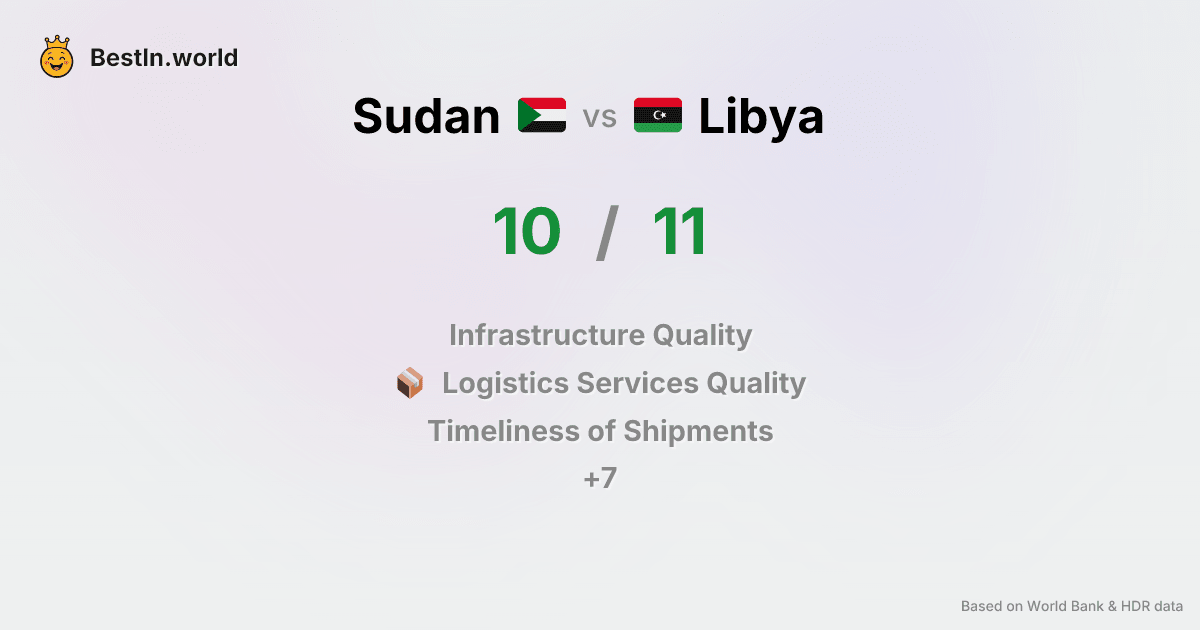 BestIn.world
Sudan vs Libya
10 / 11
Infrastructure Quality
Logistics Services Quality
Timeliness of Shipments
+7
Based on World Bank & HDR data